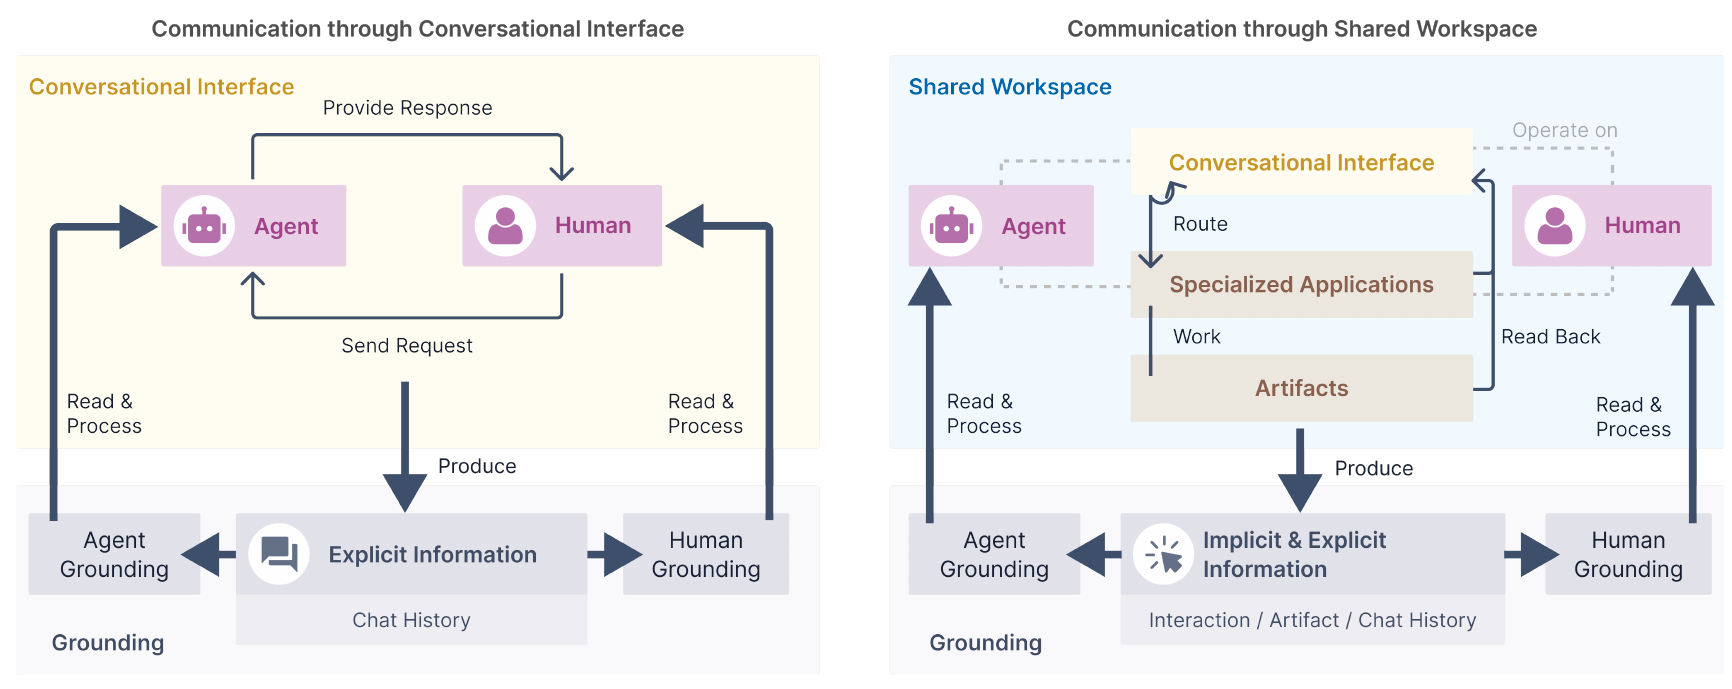 Communication through Conversational Interface
Conversational Interface
Provide Response
Agent
Human
Send Request
Read &
Process
Read &
Process
Produce
Agent
Grounding
Explicit Information
Human
Grounding
Chat History
Grounding
Communication through Shared Workspace
Shared Workspace
Operate on
Conversational Interface
Agent
Route
Human
Specialized Applications
Work
Read Back
Artifacts
Read &
Process
Read &
Process
Produce
Agent
Grounding
Implicit & Explicit
Information
Human
Grounding
Interaction / Artifact / Chat History
Grounding